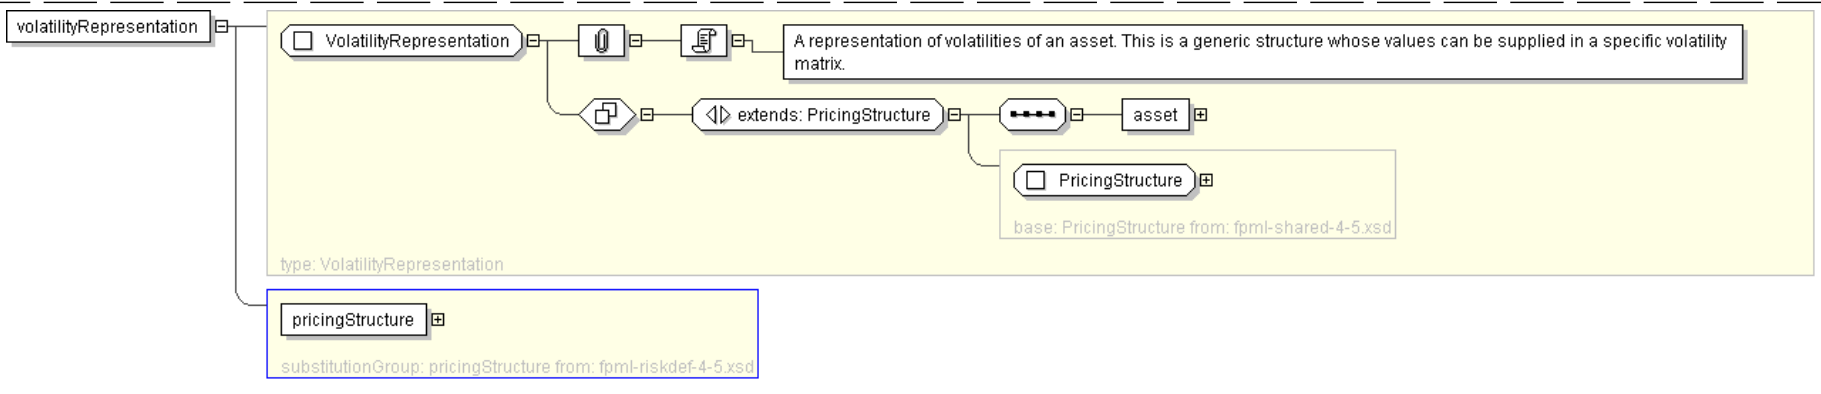 volatilityRepresentation
VolatilityRepresentation
A representation of volatilities of an asset. This is a generic structure whose values can be supplied in a specific volatility
matrix.
extends: PricingStructure
asset
PricingStructure
base: PricingStructure from: fpml-shared-4-5.xsd
type: VolatilityRepresentation
pricingStructure
substitutionGroup: pricingStructure from: fpml-riskdef-4-5.xsd